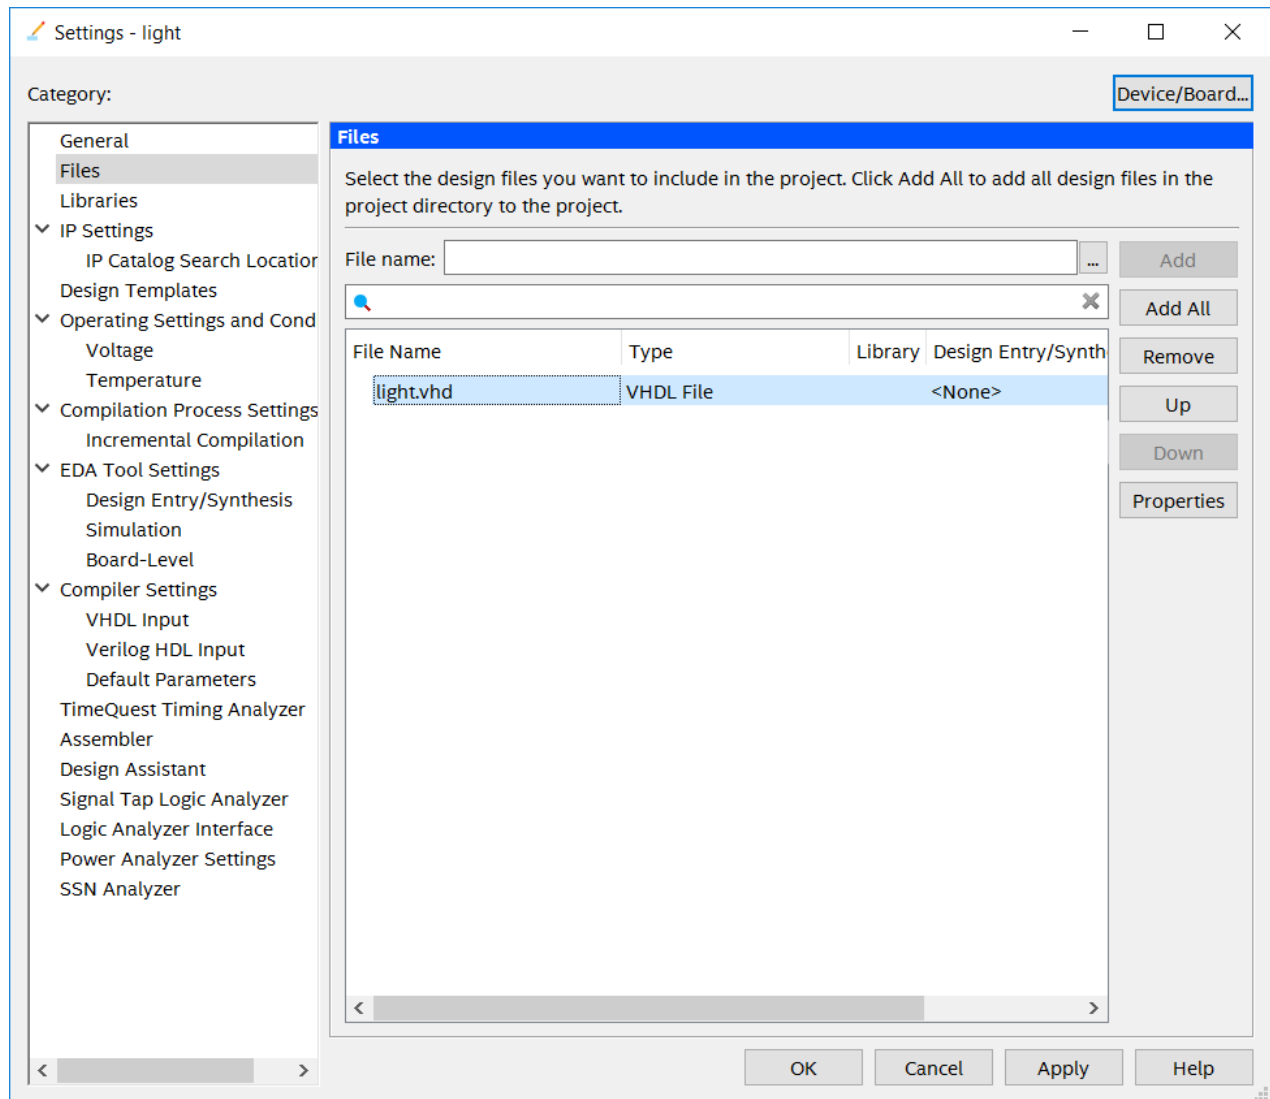 Settings - light
Category:
Device/Board...
General
Files
Libraries
IP Settings
IP Catalog Search Location
Design Templates
Operating Settings and Cond
Voltage
Temperature
Compilation Process Settings
Incremental Compilation
EDA Tool Settings
Design Entry/Synthesis
Simulation
Board-Level
Compiler Settings
VHDL Input
Verilog HDL Input
Default Parameters
TimeQuest Timing Analyzer
Assembler
Design Assistant
Signal Tap Logic Analyzer
Logic Analyzer Interface
Power Analyzer Settings
SSN Analyzer
Files
Select the design files you want to include in the project. Click Add All to add all design files in the
project directory to the project.
File name:
...
Add
Add All
Remove
Up
Down
Properties
File Name Type Library Design Entry/Synth
light.vhd VHDL File <None>
OK Cancel Apply Help